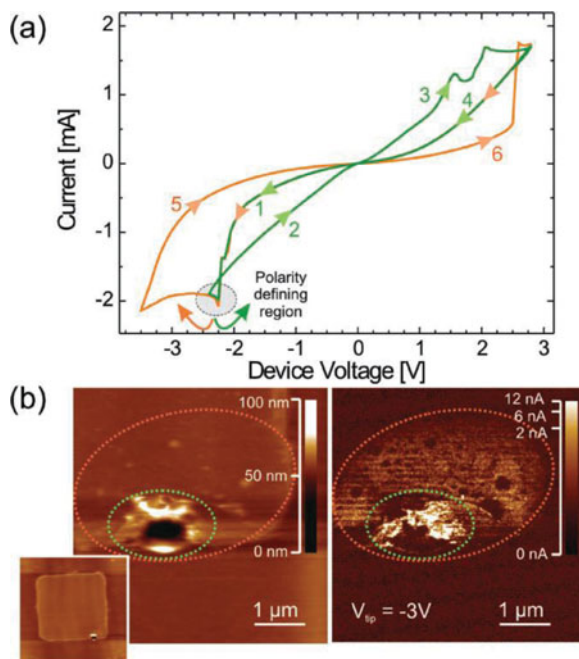 (a)
2
1
0
-1
-2
Current [mA]
3
4
6
5
1
2
Polarity
defining
region
-3
-2
-1
0
1
2
3
Device Voltage [V]
(b)
100 nm
50 nm
0 nm
1 µm
12 nA
6 nA
2 nA
0 nA
V tip = -3V
1 µm